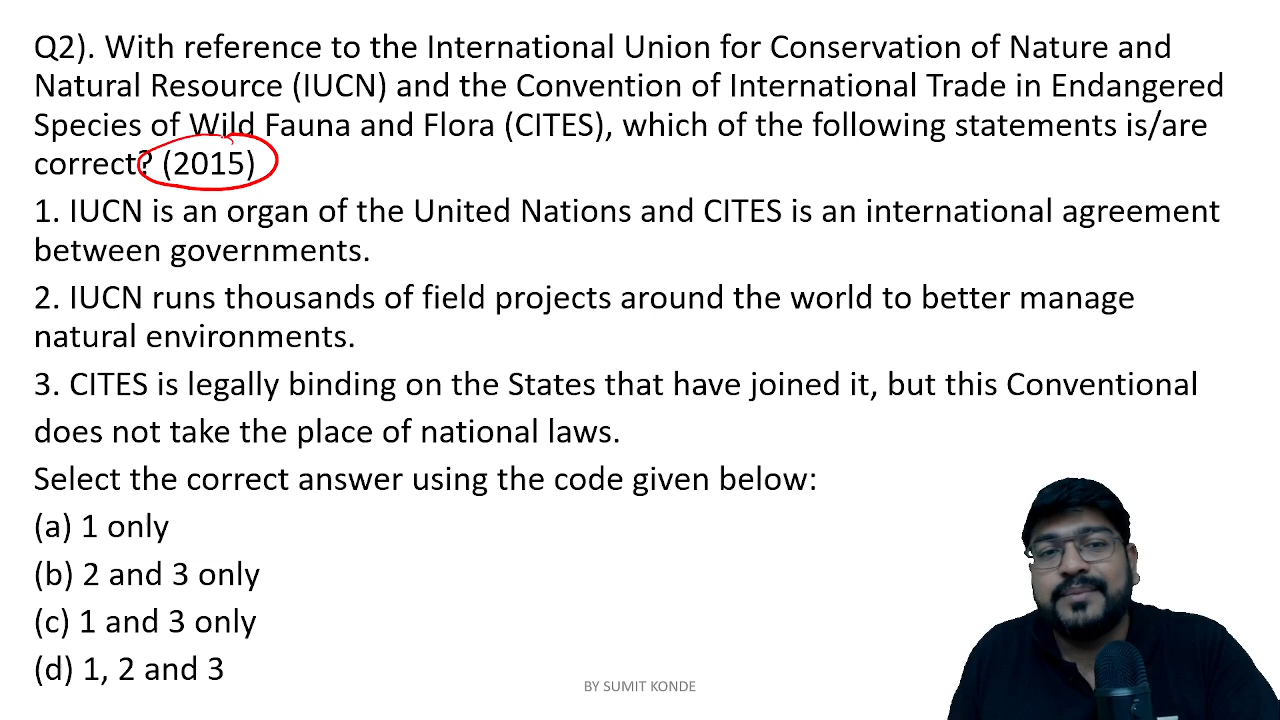 Q2). With reference to the International Union for Conservation of Nature and
Natural Resource (IUCN) and the Convention of International Trade in Endangered
Species of Wild Fauna and Flora (CITES), which of the following statements is/are
correct? (2015)
1. IUCN is an organ of the United Nations and CITES is an international agreement
between governments.
2. IUCN runs thousands of field projects around the world to better manage
natural environments.
3. CITES is legally binding on the States that have joined it, but this Conventional
does not take the place of national laws.
Select the correct answer using the code given below:
(a) 1 only
(b) 2 and 3 only
(c) 1 and 3 only
(d) 1, 2 and 3
BY SUMIT KONDE